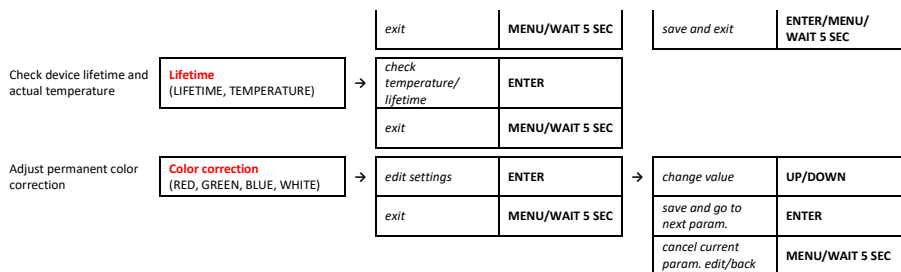 exit MENU/WAIT 5 SEC save and exit ENTER/MENU/
WAIT 5 SEC
Check device lifetime and
actual temperature
Lifetime
(LIFETIME, TEMPERATURE)
→
check
temperature/
lifetime
ENTER
exit MENU/WAIT 5 SEC
Adjust permanent color
correction
Color correction
(RED, GREEN, BLUE, WHITE)
→
edit settings ENTER
→
change value UP/DOWN
exit MENU/WAIT 5 SEC
save and go to
next param.
ENTER
cancel current
param. edit/back
MENU/WAIT 5 SEC